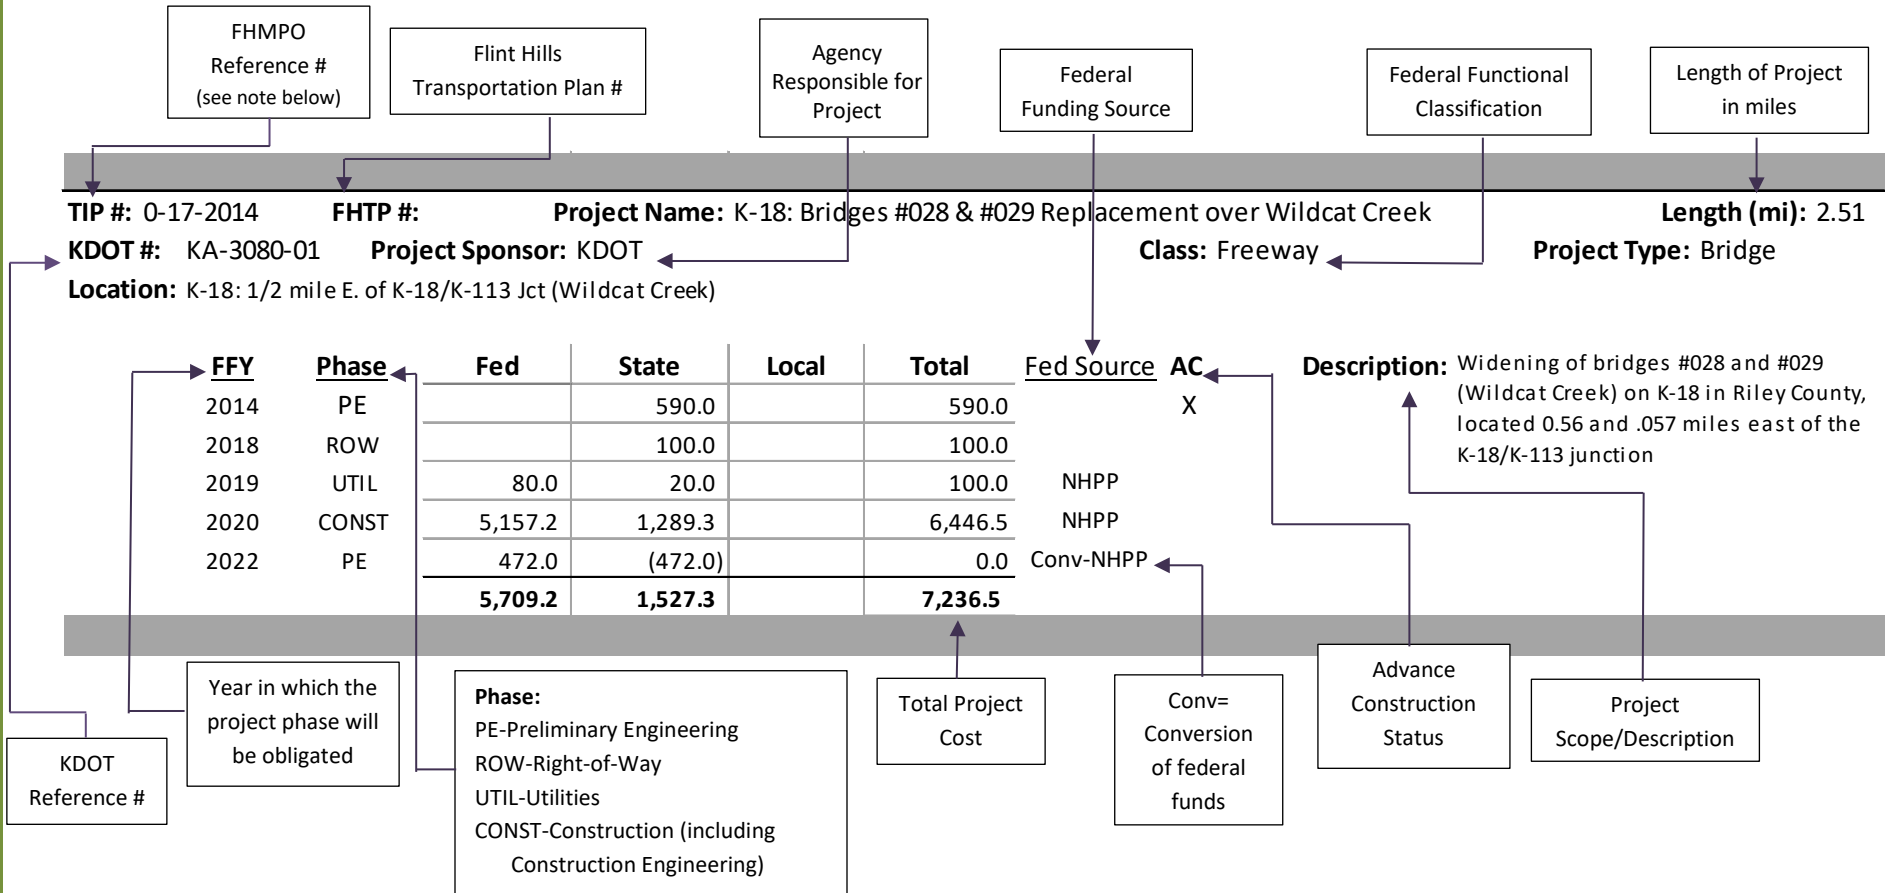 FHMPO
Reference #
(see note below)
Flint Hills
Transportation Plan #
Agency
Responsible for
Project
Federal
Funding Source
Federal Functional
Classification
Length of Project
in miles
TIP #: 0-17-2014 FHTP #: Project Name: K-18: Bridges #028 & #029 Replacement over Wildcat Creek Length (mi): 2.51
KDOT #: KA-3080-01 Project Sponsor: KDOT Class: Freeway Project Type: Bridge
Location: K-18: 1/2 mile E. of K-18/K-113 Jct (Wildcat Creek)
FFY Phase Fed State Local Total Fed Source AC
2014 PE 590.0 590.0 X
2018 ROW 100.0 100.0
2019 UTIL 80.0 20.0 100.0 NHPP
2020 CONST 5,157.2 1,289.3 6,446.5 NHPP
2022 PE 472.0 (472.0) 0.0 Conv-NHPP
5,709.2 1,527.3 7,236.5
Description: Widening of bridges #028 and #029
(Wildcat Creek) on K-18 in Riley County,
located 0.56 and .057 miles east of the
K-18/K-113 junction
KDOT
Reference #
Year in which the
project phase will
be obligated
Phase:
PE-Preliminary Engineering
ROW-Right-of-Way
UTIL-Utilities
CONST-Construction (including
Construction Engineering)
Total Project
Cost
Conv=
Conversion
of federal
funds
Advance
Construction
Status
Project
Scope/Description